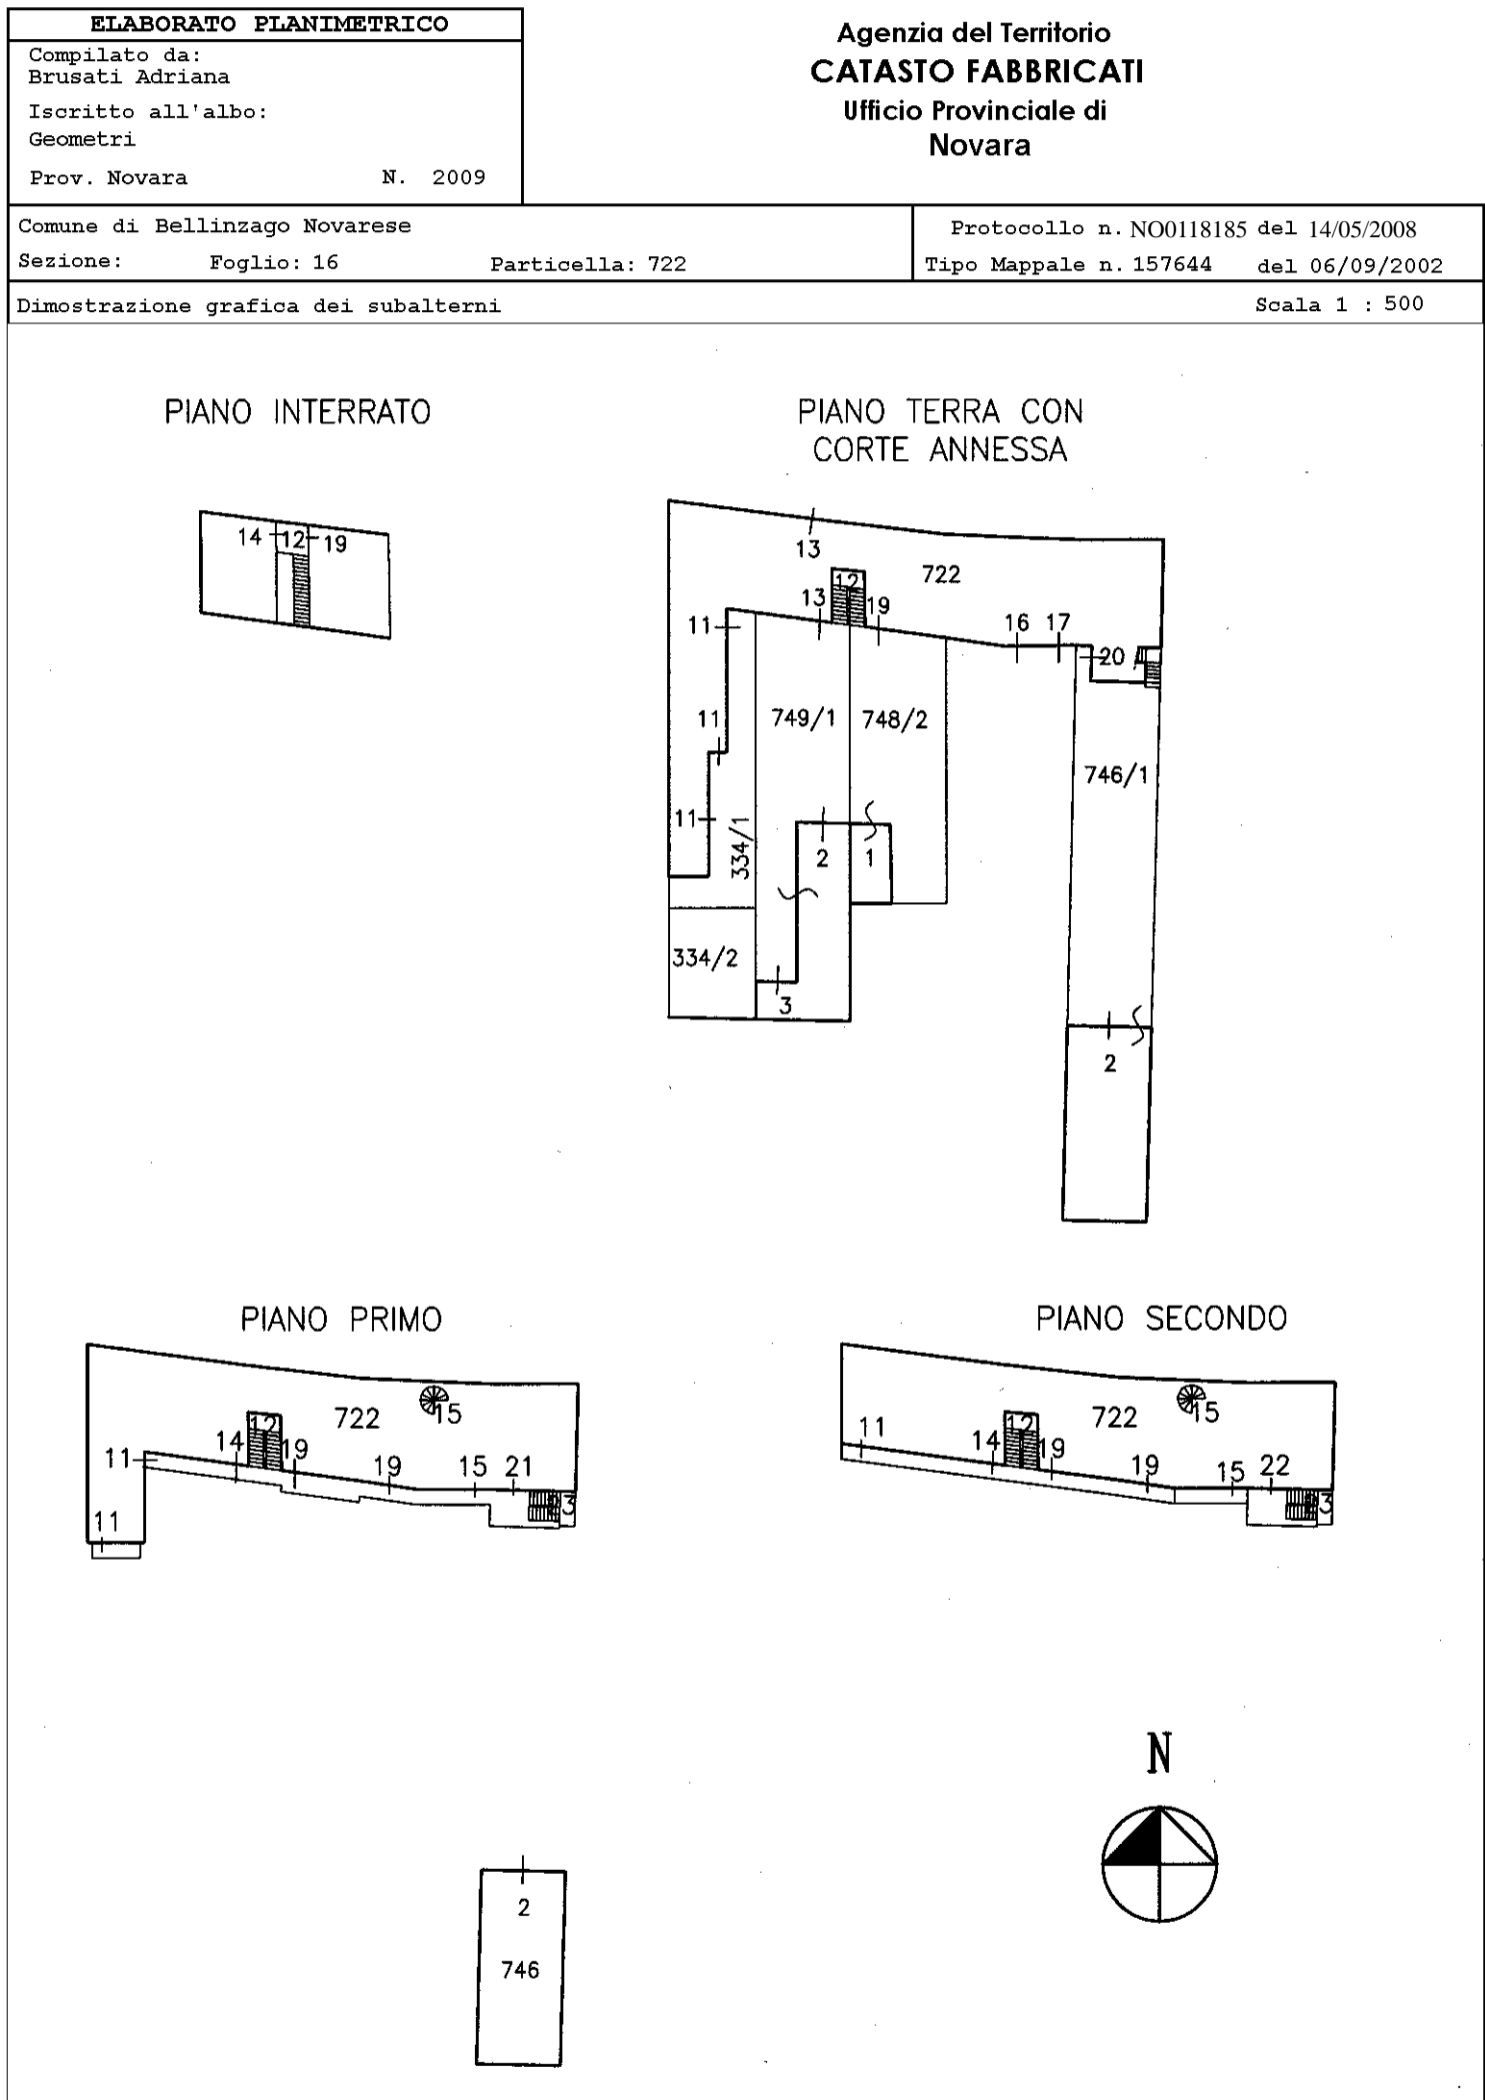 ELABORATO PLANIMETRICO
Compilato da:
Brusati Adriana
Iscritto all'albo:
Geometri
Prov. Novara N. 2009
Agenzia del Territorio
CATASTO FABBRICATI
Ufficio Provinciale di
Novara
Comune di Bellinzago Novarese
Sezione: Foglio: 16 Particella: 722
Protocollo n. NO0118185 del 14/05/2008
Tipo Mappale n. 157644 del 06/09/2002
Dimostrazione grafica dei subalterni Scala 1 : 500
PIANO INTERRATO
14 12 19
PIANO TERRA CON
CORTE ANNESSA
13
722
12
13 19
11 16 17
20
11 749/1 748/2
746/1
11 334/1 2 1
334/2
3
2
PIANO PRIMO
15
722
12
14 19
11 19 15 21
3
11
PIANO SECONDO
15
722
12
11 14 19
19 15 22
3
N
2
746